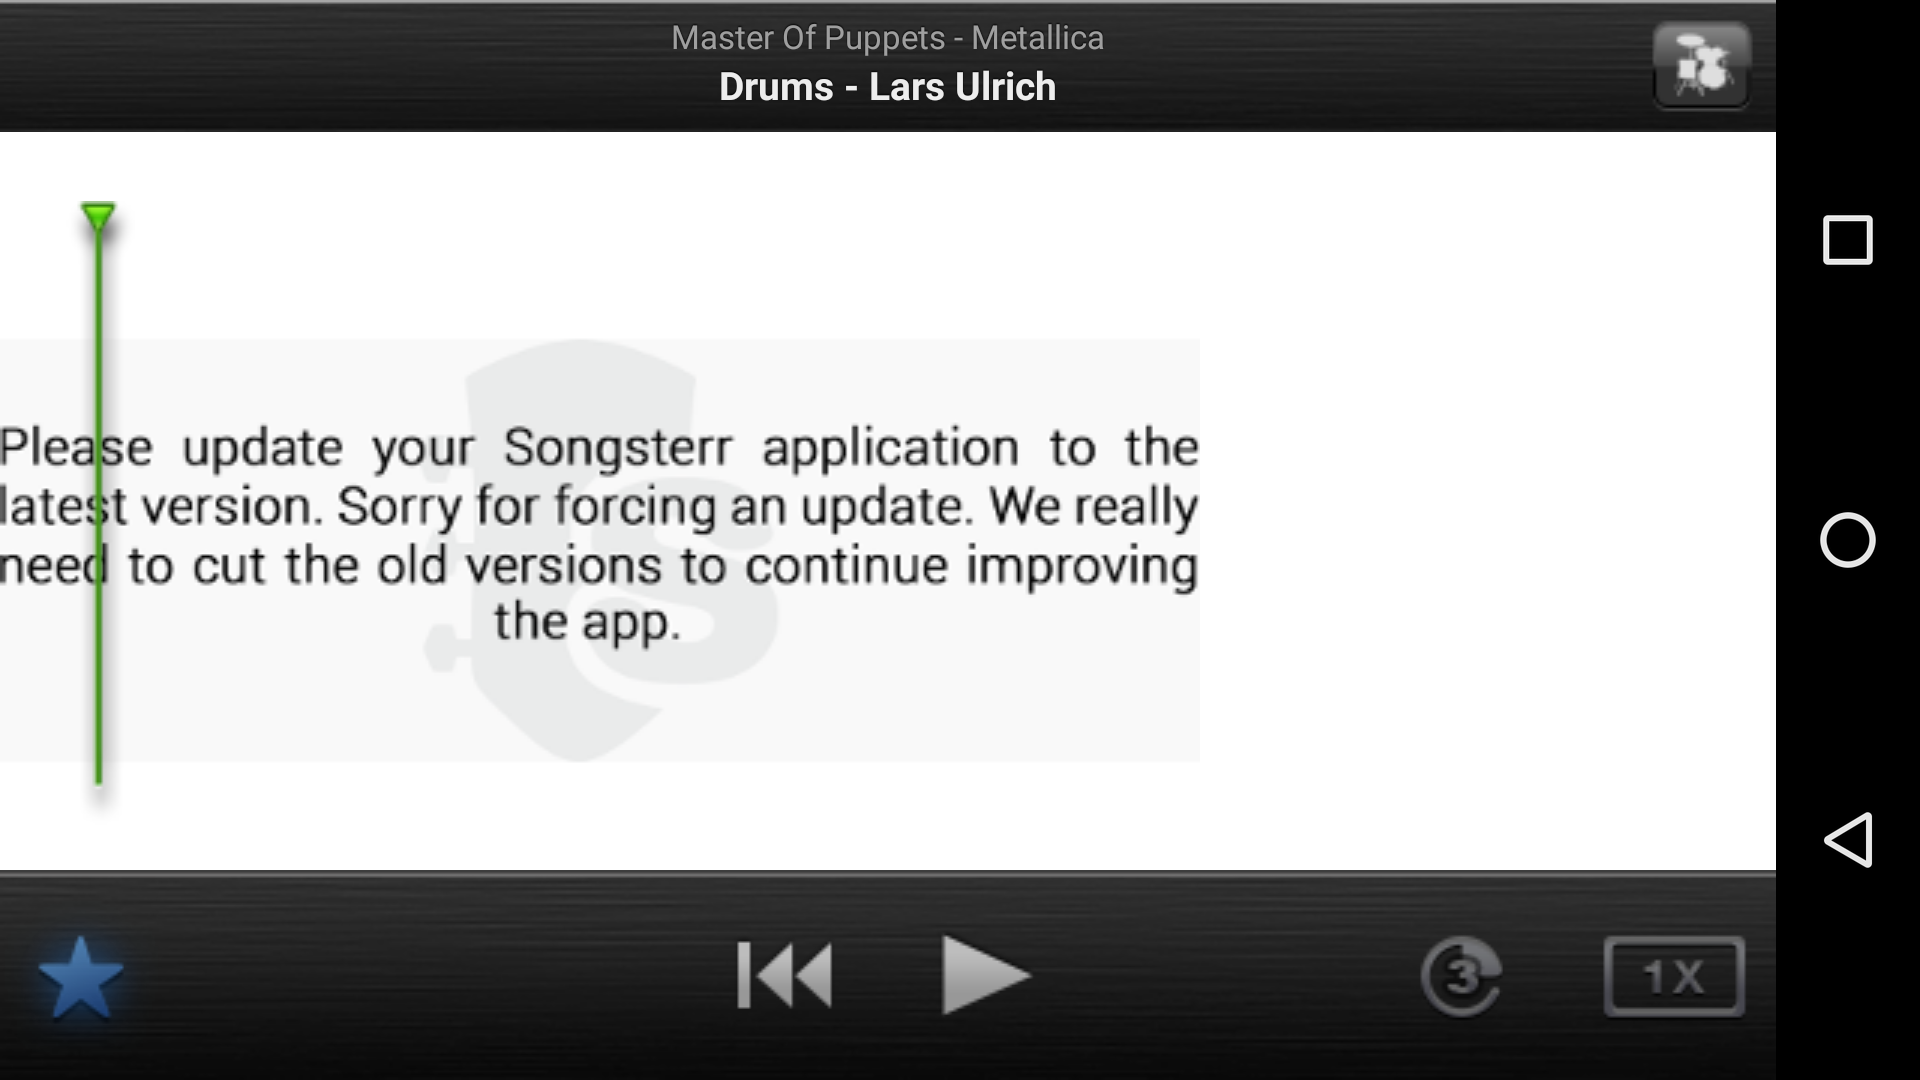 Master Of Puppets - Metallica
Drums - Lars Ulrich
Please update your Songsterr application to the
latest version. Sorry for forcing an update. We really
need to cut the old versions to continue improving
the app.
3
1X